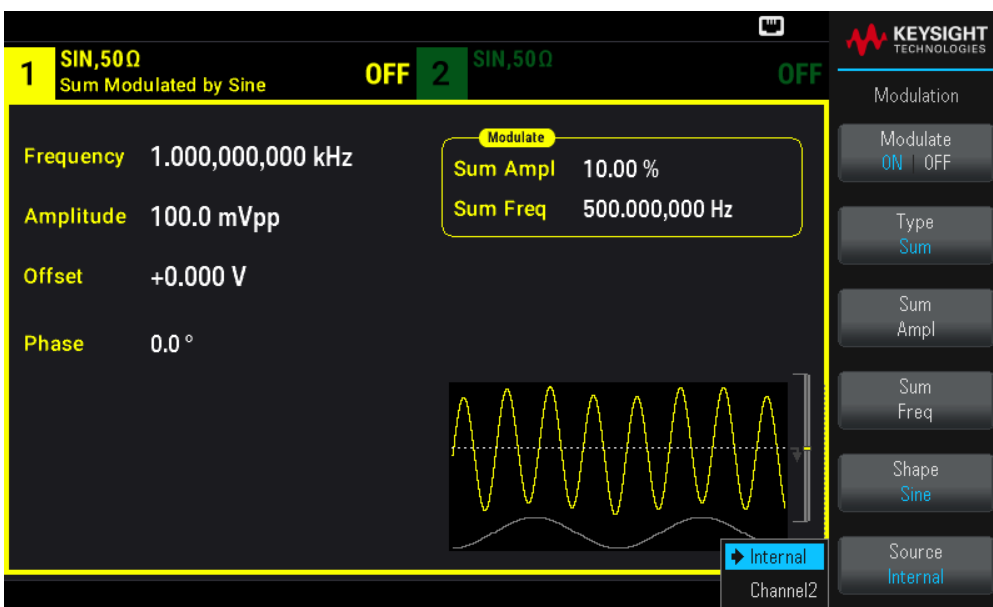 KEYSIGHT
TECHNOLOGIES
1 SIN,50Ω
Sum Modulated by Sine
OFF
2 SIN,50Ω
OFF
Frequency 1.000,000,000 kHz
Amplitude 100.0 mVpp
Offset +0.000 V
Phase 0.0 °
Modulate
Sum Ampl 10.00 %
Sum Freq 500.000,000 Hz
Internal
Channel2
Modulation
Modulate
ON | OFF
Type
Sum
Sum
Ampl
Sum
Freq
Shape
Sine
Source
Internal